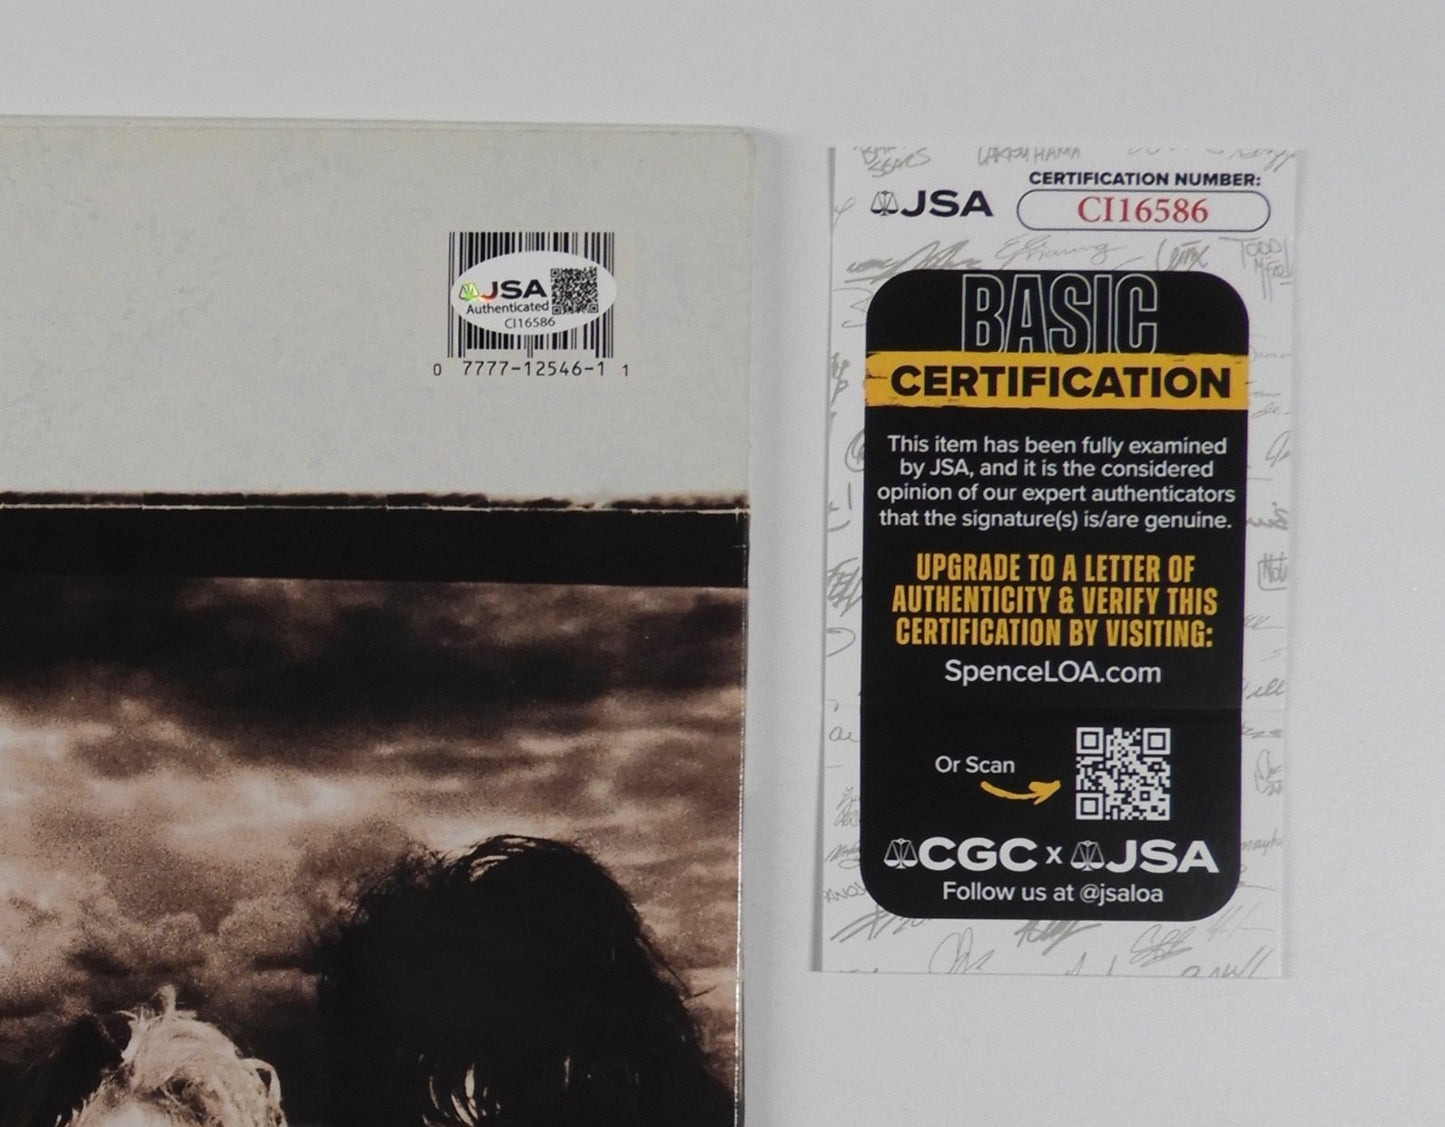 JSA
Authenticated
CI16586
0 7777-12546-1 1
JSA
CERTIFICATION NUMBER:
CI16586
BASIC
CERTIFICATION
This item has been fully examined
by JSA, and it is the considered
opinion of our expert authenticators
that the signature(s) is/are genuine.
UPGRADE TO A LETTER OF
AUTHENTICITY & VERIFY THIS
CERTIFICATION BY VISITING:
SpenceLOA.com
Or Scan
CGC x JSA
Follow us at @jsaloa